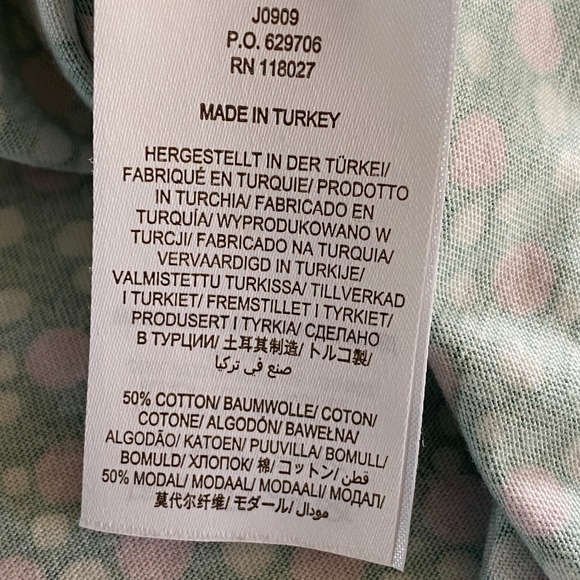 J0909
P.O. 629706
RN 118027
MADE IN TURKEY
HERGESTELLT IN DER TÜRKEI/
FABRIQUÉ EN TURQUIE/ PRODOTTO
IN TURCHIA/ FABRICADO EN
TURQUÍA/ WYPRODUKOWANO W
TURCJI/ FABRICADO NA TURQUIA/
VERVAARDIGD IN TURKIJE/
VALMISTETTU TURKISSA/ TILLVERKAD
I TURKIET/ FREMSTILLET I TYRKIET/
PRODUSERT I TYRKIA/ СДЕЛАНО
В ТУРЦИИ/ 土耳其制造/ トルコ製/
صنع في تركيا
50% COTTON/ BAUMWOLLE/ COTON/
COTONE/ ALGODÓN/ BAWEŁNA/
ALGODÃO/ KATOEN/ PUUVILLA/ BOMULL/
BOMULD/ ХЛОПОК/ 棉/ コットン/ قطن/
50% MODAL/ MODAAL/ MODAALI/ МОДАЛ/
莫代尔纤维/ モダール/ مودال/